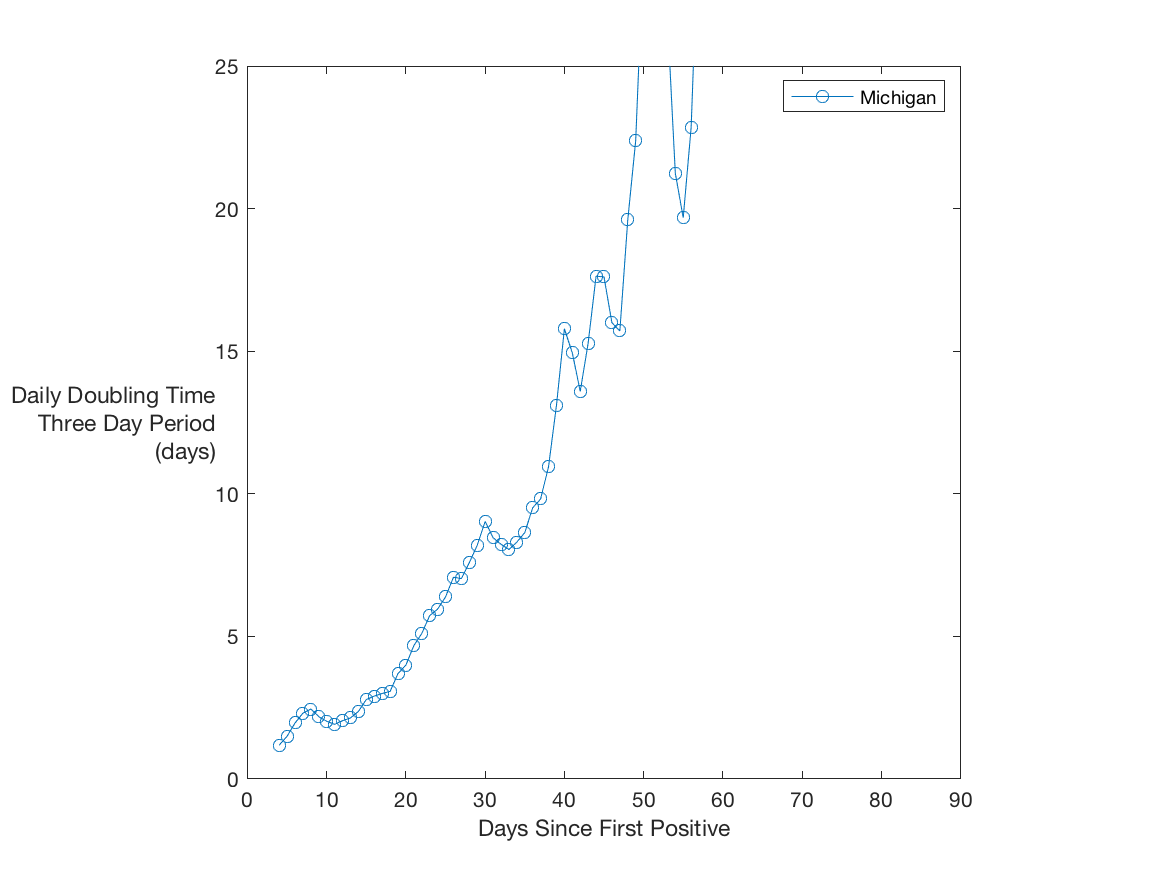 25
20
15
10
5
0
Daily Doubling Time
Three Day Period
(days)
Michigan
0 10 20 30 40 50 60 70 80 90
Days Since First Positive